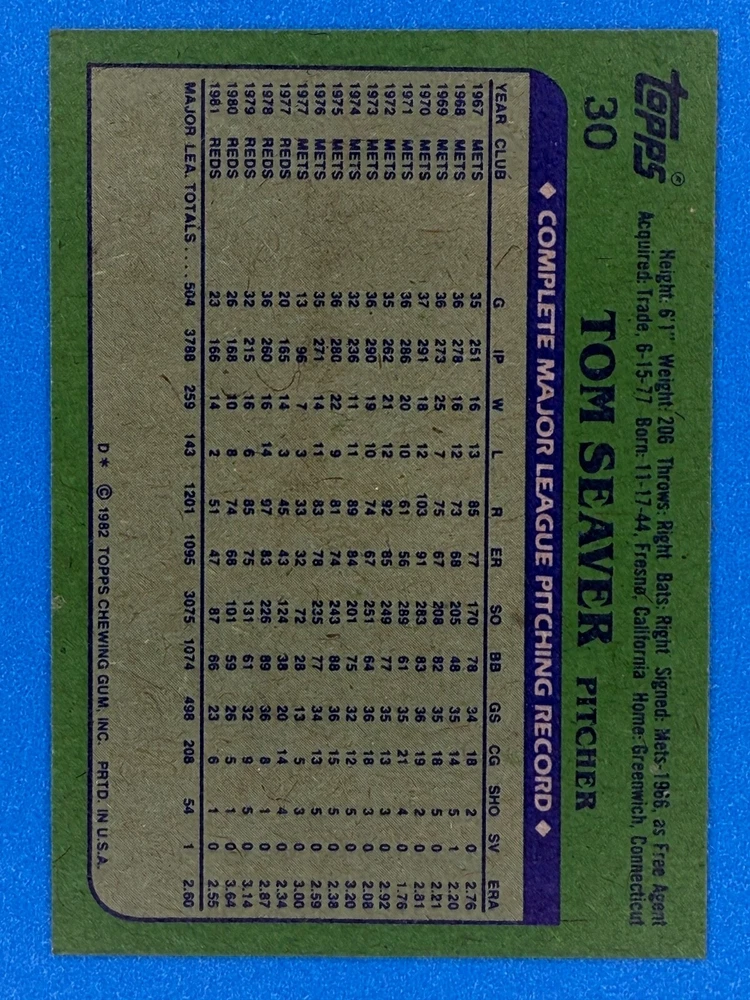 topps®
30
Height: 6'1" Weight: 206 Throws: Right Bats: Right Signed: Mets-1966, as Free Agent
Acquired: Trade, 6-15-77 Born: 11-17-44, Fresno, California Home: Greenwich, Connecticut
TOM SEAVER PITCHER
◆ COMPLETE MAJOR LEAGUE PITCHING RECORD ◆
YEAR CLUB G IP W L R ER SO BB GS CG SHO SV ERA
1967 METS 35 251 16 13 85 77 170 78 34 18 2 0 2.76
1968 METS 36 278 16 12 73 68 205 48 35 14 5 1 2.20
1969 METS 36 273 25 7 75 67 208 82 35 18 5 0 2.21
1970 METS 37 291 18 12 103 91 283 83 36 19 2 0 2.81
1971 METS 36 286 20 10 61 56 289 61 35 21 4 0 1.76
1972 METS 35 262 21 12 92 85 249 77 35 13 3 0 2.92
1973 METS 36 290 19 10 74 67 251 64 36 18 3 0 2.08
1974 METS 32 236 11 11 89 84 201 75 32 12 5 0 3.20
1975 METS 36 280 22 9 81 74 243 88 36 15 5 0 2.38
1976 METS 35 271 14 11 83 78 235 77 34 13 5 0 2.59
1977 METS 13 96 7 3 33 32 72 28 13 5 3 0 3.00
1977 REDS 20 165 14 3 45 43 124 38 20 14 4 0 2.34
1978 REDS 36 260 16 14 97 83 226 89 36 8 1 0 2.87
1979 REDS 32 215 16 6 85 75 131 61 32 9 5 0 3.14
1980 REDS 26 168 10 8 74 68 101 59 26 5 1 0 3.64
1981 REDS 23 166 14 2 51 47 87 66 23 6 1 0 2.55
MAJOR LEA. TOTALS .... 504 3788 259 143 1201 1095 3075 1074 498 208 54 1 2.60
D* © 1982 TOPPS CHEWING GUM, INC. PRTD. IN U.S.A.